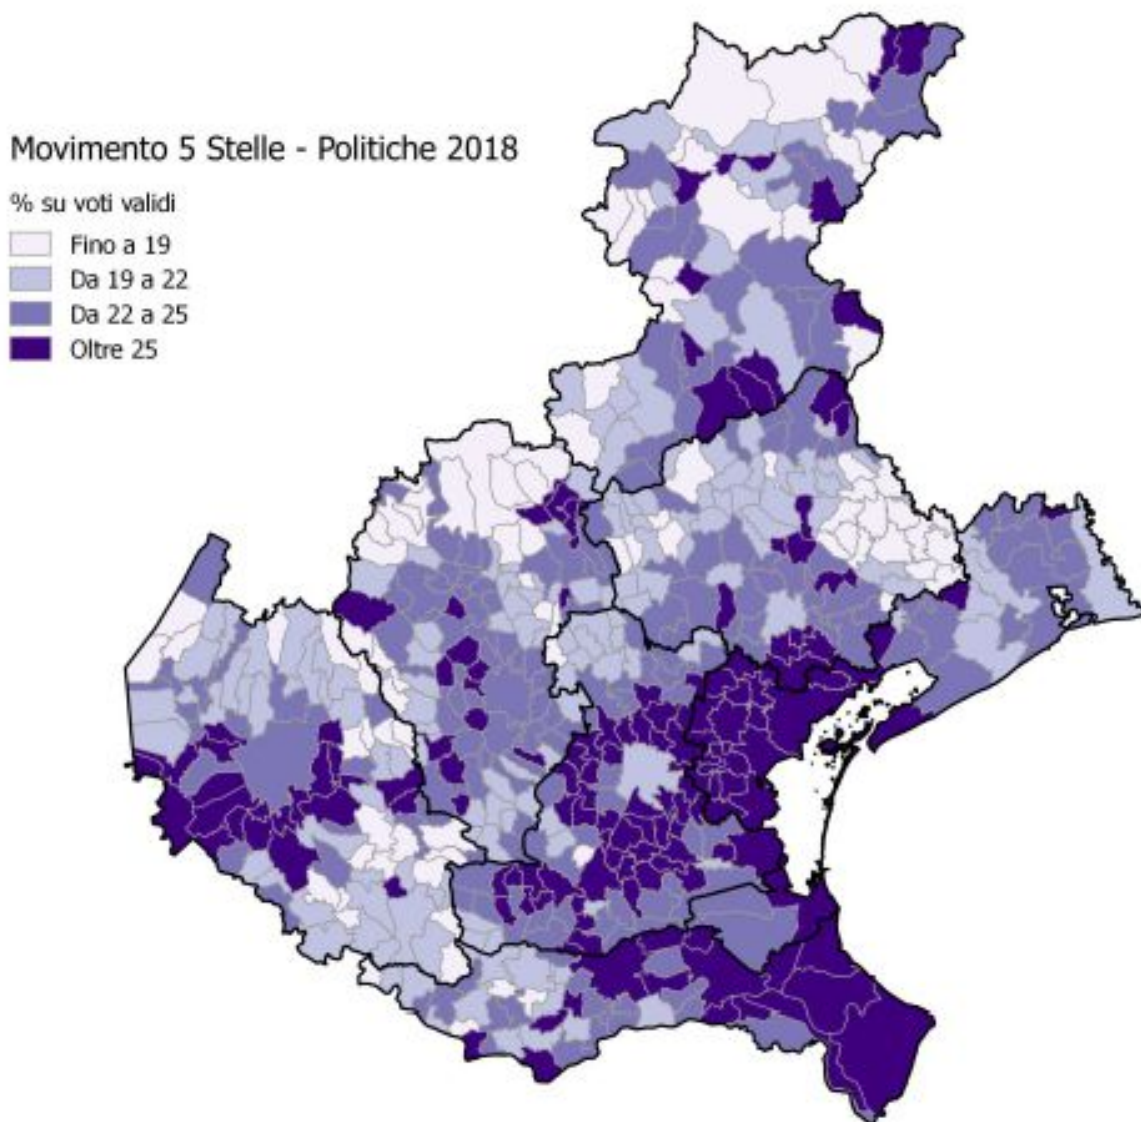 Movimento 5 Stelle - Politiche 2018
% su voti validi
Fino a 19
Da 19 a 22
Da 22 a 25
Oltre 25